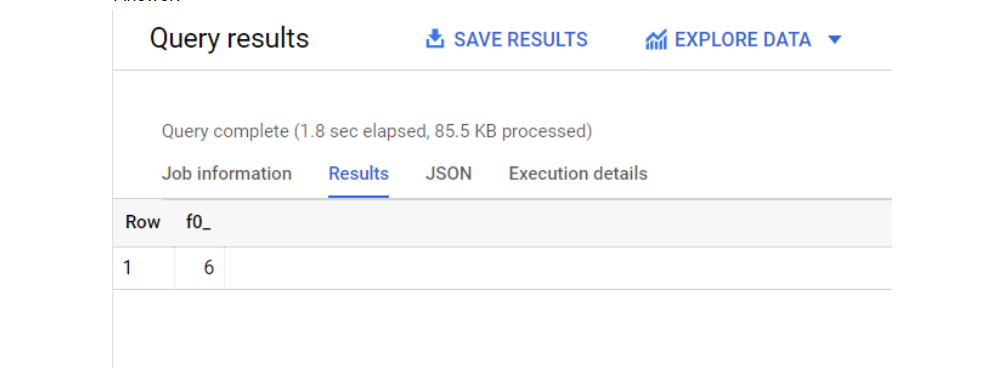 Query results SAVE RESULTS EXPLORE DATA
Query complete (1.8 sec elapsed, 85.5 KB processed)
Job information Results JSON Execution details
Row f0_
1 6